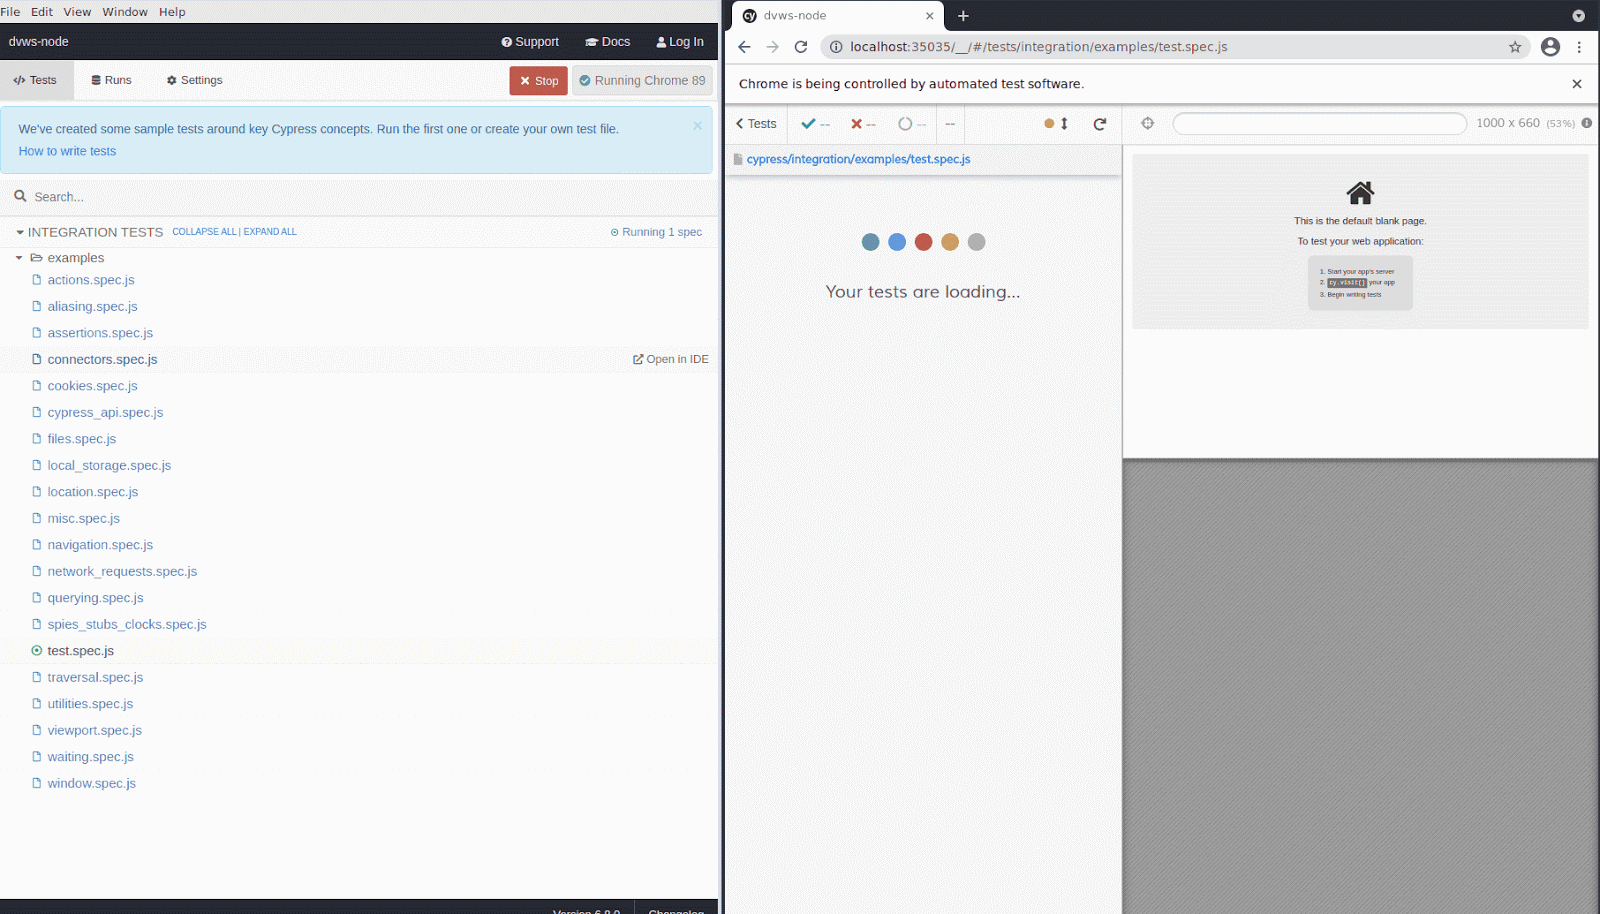 File Edit View Window Help
dvws-node
Support Docs Log In
Tests Runs Settings Stop Running Chrome 89
We've created some sample tests around key Cypress concepts. Run the first one or create your own test file.
How to write tests
Search...
INTEGRATION TESTS COLLAPSE ALL | EXPAND ALL Running 1 spec
examples
actions.spec.js
aliasing.spec.js
assertions.spec.js
connectors.spec.js Open in IDE
cookies.spec.js
cypress_api.spec.js
files.spec.js
local_storage.spec.js
location.spec.js
misc.spec.js
navigation.spec.js
network_requests.spec.js
querying.spec.js
spies_stubs_clocks.spec.js
test.spec.js
traversal.spec.js
utilities.spec.js
viewport.spec.js
waiting.spec.js
window.spec.js
Version 6.8.0 Changelog
cy dvws-node
localhost:35035/__/#/tests/integration/examples/test.spec.js
Chrome is being controlled by automated test software.
Tests -- -- -- -- 1000 x 660 (53%)
cypress/integration/examples/test.spec.js
Your tests are loading...
This is the default blank page.
To test your web application:
1. Start your app's server
2. cy.visit() your app
3. Begin writing tests